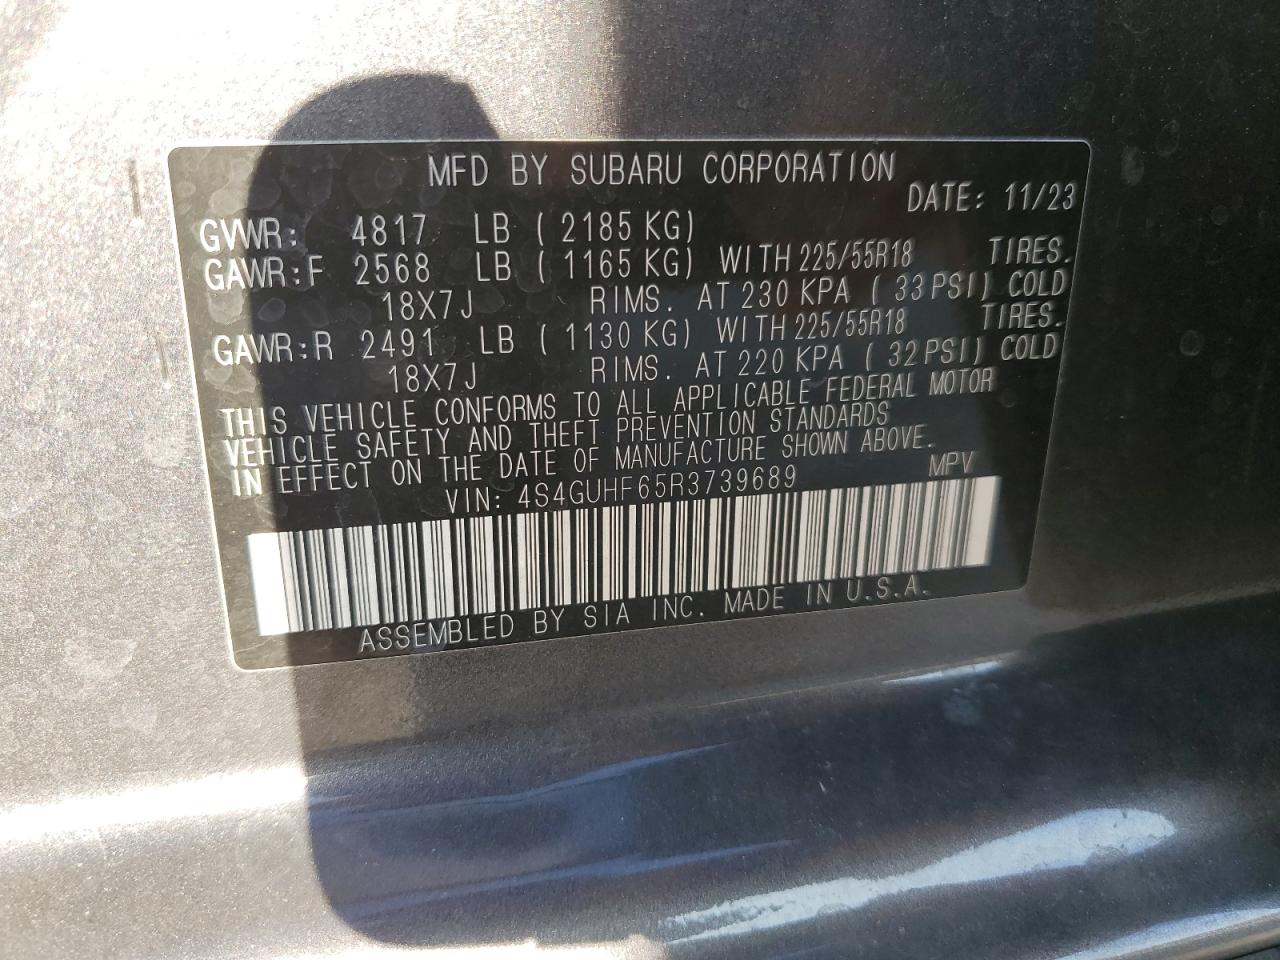 MFD BY SUBARU CORPORATION
DATE: 11/23
GVWR: 4817 LB ( 2185 KG)
GAWR:F 2568 LB ( 1165 KG) WITH 225/55R18 TIRES.
18X7J RIMS. AT 230 KPA ( 33 PSI) COLD
GAWR:R 2491 LB ( 1130 KG) WITH 225/55R18 TIRES.
18X7J RIMS. AT 220 KPA ( 32 PSI) COLD
THIS VEHICLE CONFORMS TO ALL APPLICABLE FEDERAL MOTOR
VEHICLE SAFETY AND THEFT PREVENTION STANDARDS
IN EFFECT ON THE DATE OF MANUFACTURE SHOWN ABOVE.
VIN: 4S4GUHF65R3739689 MPV
ASSEMBLED BY SIA INC. MADE IN U.S.A.